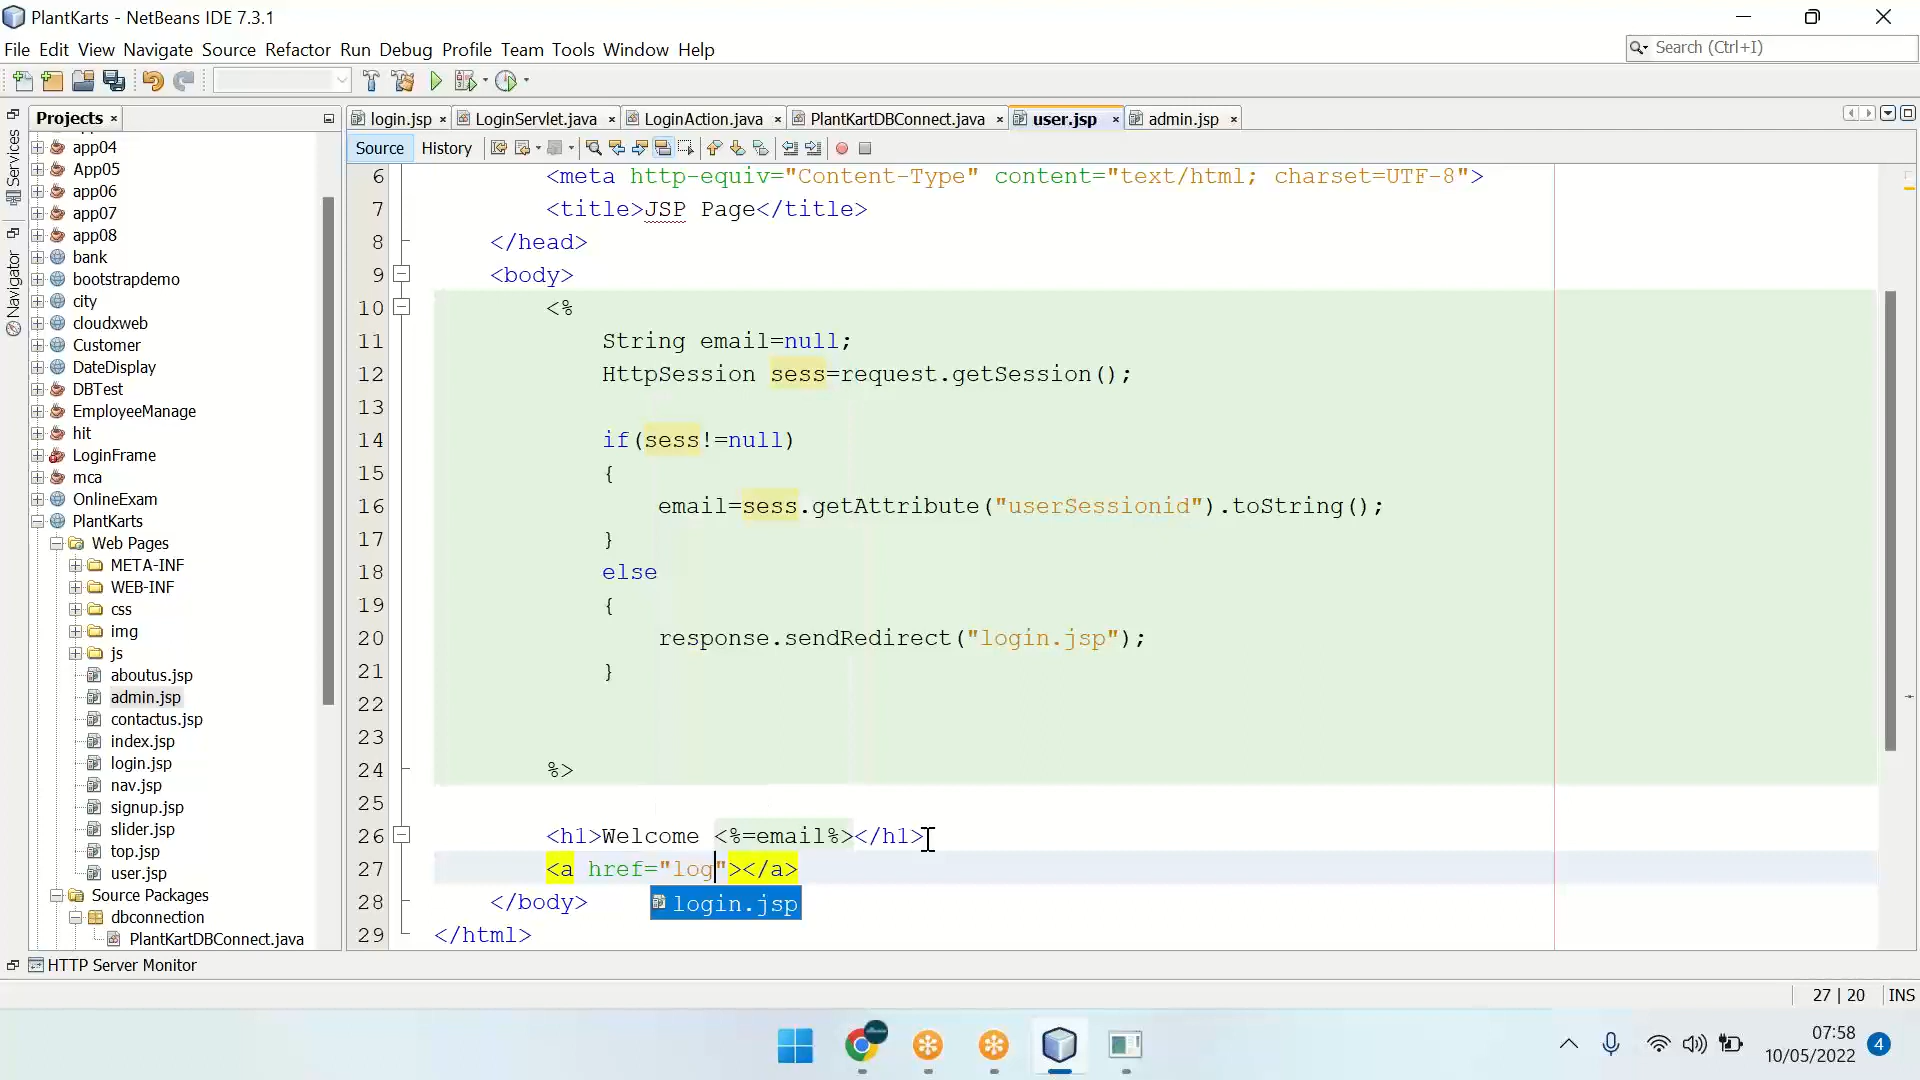 PlantKarts - NetBeans IDE 7.3.1
File Edit View Navigate Source Refactor Run Debug Profile Team Tools Window Help
Search (Ctrl+I)
Services
Navigator
Projects
app04
App05
app06
app07
app08
bank
bootstrapdemo
city
cloudxweb
Customer
DateDisplay
DBTest
EmployeeManage
hit
LoginFrame
mca
OnlineExam
PlantKarts
Web Pages
META-INF
WEB-INF
css
img
js
aboutus.jsp
admin.jsp
contactus.jsp
index.jsp
login.jsp
nav.jsp
signup.jsp
slider.jsp
top.jsp
user.jsp
Source Packages
dbconnection
PlantKartDBConnect.java
login.jsp LoginServlet.java LoginAction.java PlantKartDBConnect.java user.jsp admin.jsp
Source History
6 <meta http-equiv="Content-Type" content="text/html; charset=UTF-8">
7 <title>JSP Page</title>
8 </head>
9 <body>
10 <%
11 String email=null;
12 HttpSession sess=request.getSession();
13
14 if(sess!=null)
15 {
16 email=sess.getAttribute("userSessionid").toString();
17 }
18 else
19 {
20 response.sendRedirect("login.jsp");
21 }
22
23
24 %>
25
26 <h1>Welcome <%=email%></h1>
27 <a href="log"></a>
28 </body>
login.jsp
29 </html>
HTTP Server Monitor
27 | 20 INS
07:58
10/05/2022
4